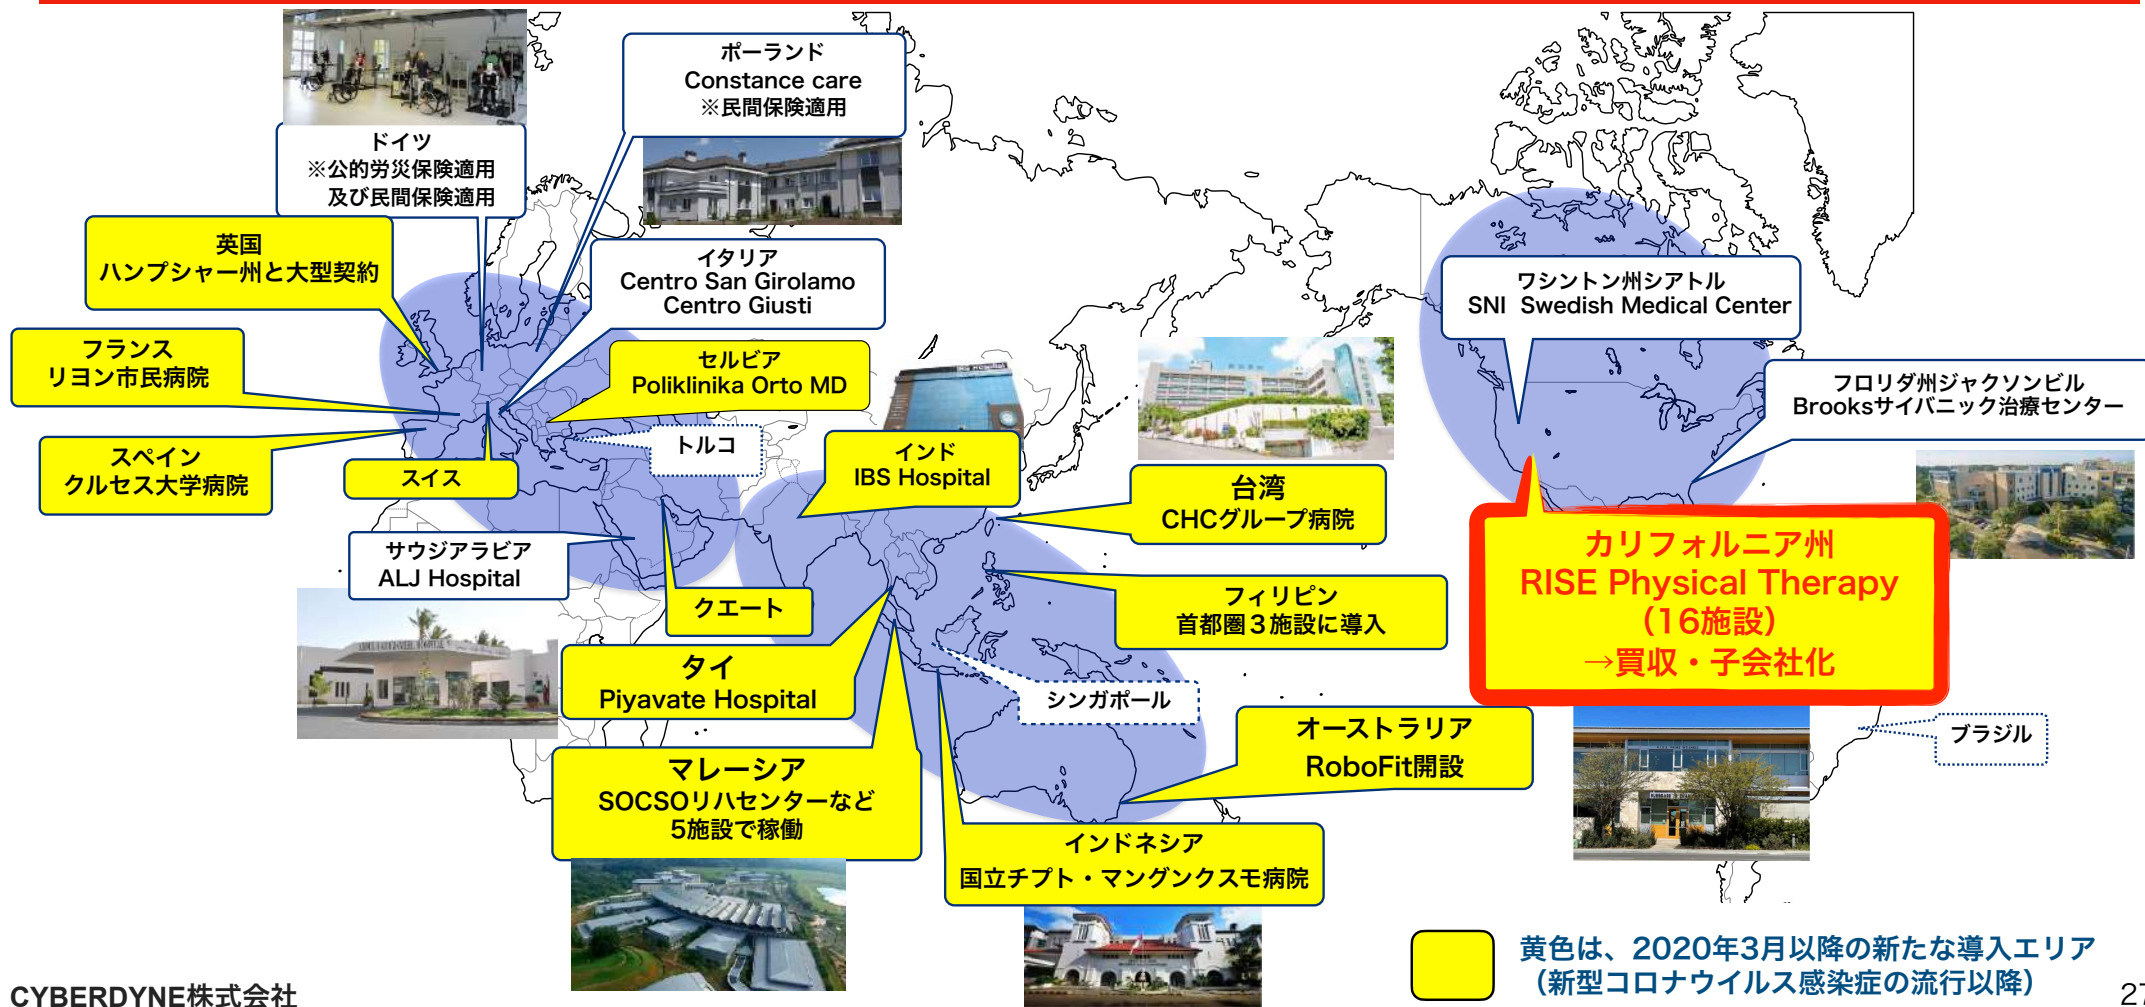 ポーランド
Constance care
※民間保険適用
ドイツ
※公的労災保険適用
及び民間保険適用
英国
ハンプシャー州と大型契約
イタリア
Centro San Girolamo
Centro Giusti
ワシントン州シアトル
SNI Swedish Medical Center
フランス
リヨン市民病院
セルビア
Poliklinika Orto MD
フロリダ州ジャクソンビル
Brooksサイバニック治療センター
スペイン
クルセス大学病院
スイス
トルコ
IBS Hospital
インド
IBS Hospital
台湾
CHCグループ病院
サウジアラビア
ALJ Hospital
クエート
フィリピン
首都圏３施設に導入
カリフォルニア州
RISE Physical Therapy
（16施設）
→買収・子会社化
タイ
Piyavate Hospital
シンガポール
オーストラリア
RoboFit開設
ブラジル
マレーシア
SOCSOリハセンターなど
5施設で稼働
インドネシア
国立チプト・マングンクスモ病院
黄色は、2020年3月以降の新たな導入エリア
（新型コロナウイルス感染症の流行以降）
CYBERDYNE株式会社
27